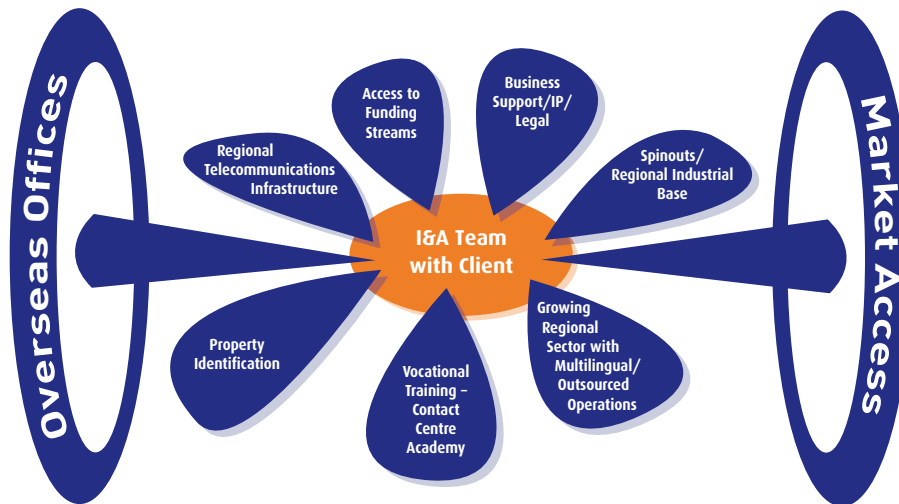 Overseas Offices
Access to
Funding
Streams
Business
Support/IP/
Legal
Regional
Telecommunications
Infrastructure
Spinouts/
Regional Industrial
Base
I&A Team
with Client
Property
Identification
Vocational
Training –
Contact
Centre
Academy
Growing
Regional
Sector with
Multilingual/
Outsourced
Operations
Market Access